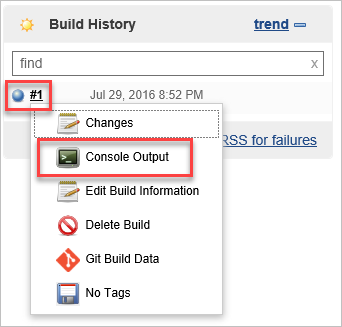 Build History trend
find x
#1 Jul 29, 2016 8:52 PM
Changes
RSS for failures
Console Output
Edit Build Information
Delete Build
Git Build Data
No Tags